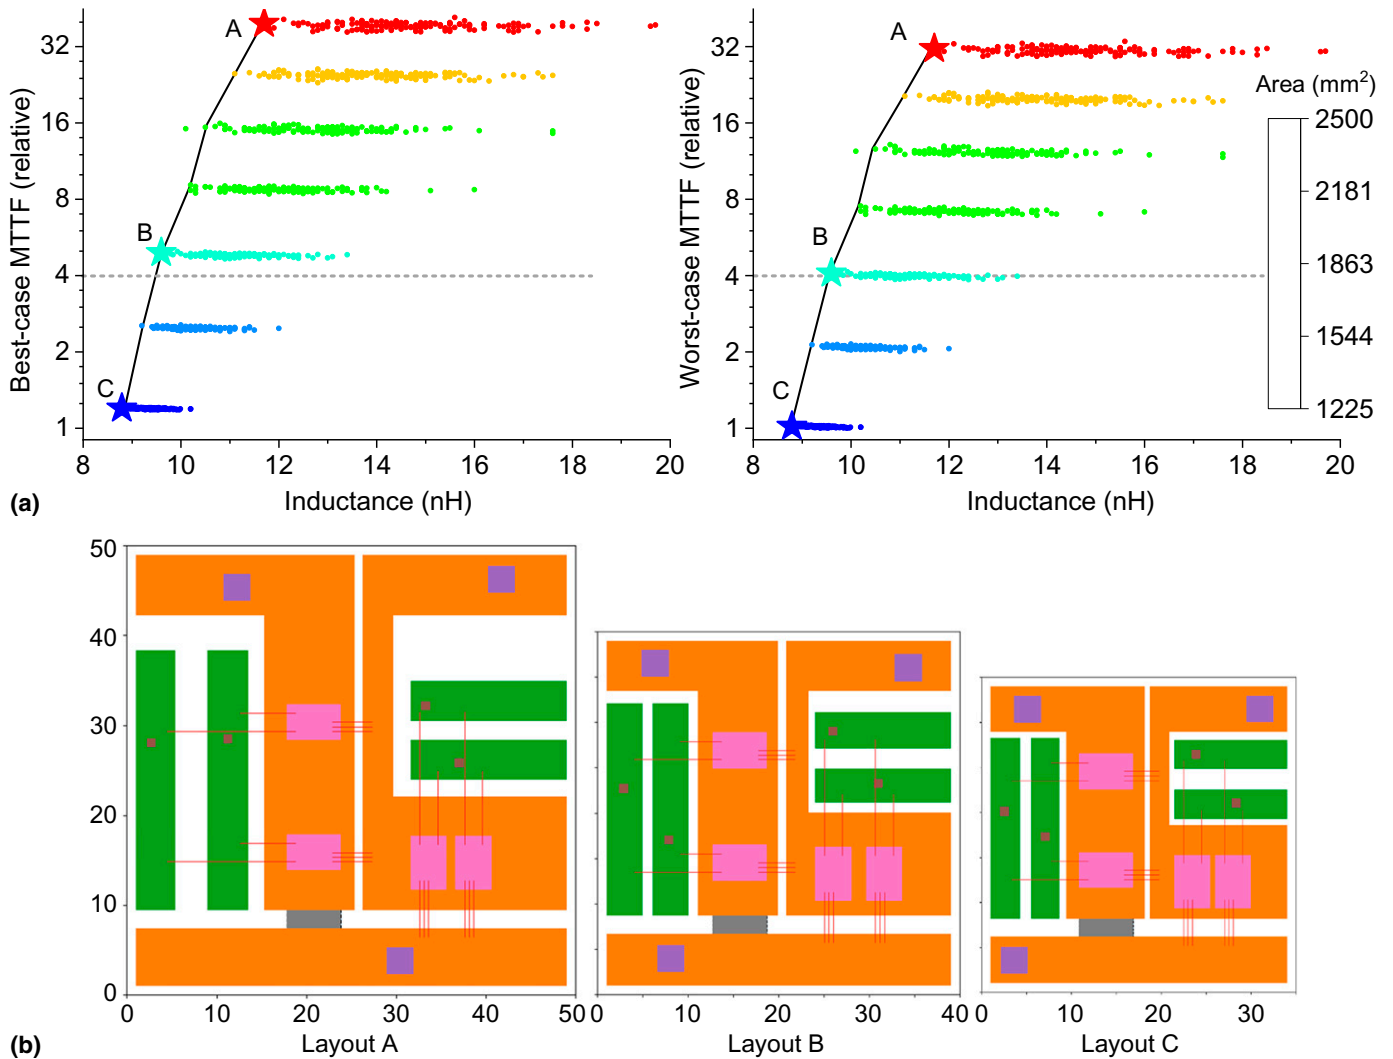 A
32
16
8
B
4
2
C
1
Best-case MTTF (relative)
8 10 12 14 16 18 20
Inductance (nH)
A
32
16
8
B
4
2
C
1
Worst-case MTTF (relative)
8 10 12 14 16 18 20
Inductance (nH)
Area (mm²)
2500
2181
1863
1544
1225
(a)
50
40
30
20
10
0
0 10 20 30 40 50
Layout A
0 10 20 30 40
Layout B
0 10 20 30
Layout C
(b)